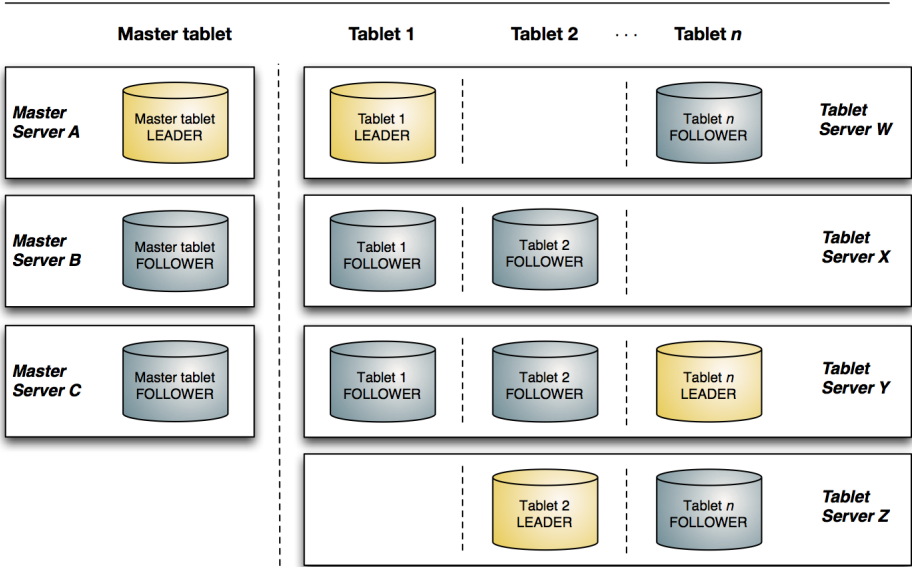 Master tablet
Tablet 1
Tablet 2
· · ·
Tablet n
Master
Server A
Master tablet
LEADER
Tablet 1
LEADER
Tablet n
FOLLOWER
Tablet
Server W
Master
Server B
Master tablet
FOLLOWER
Tablet 1
FOLLOWER
Tablet 2
FOLLOWER
Tablet
Server X
Master
Server C
Master tablet
FOLLOWER
Tablet 1
FOLLOWER
Tablet 2
FOLLOWER
Tablet n
LEADER
Tablet
Server Y
Tablet 2
LEADER
Tablet n
FOLLOWER
Tablet
Server Z